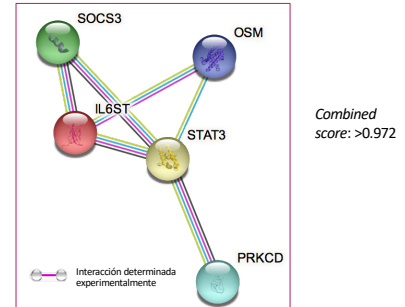 SOCS3
OSM
IL6ST
STAT3
Combined
score: >0.972
PRKCD
Interacción determinada
experimentalmente